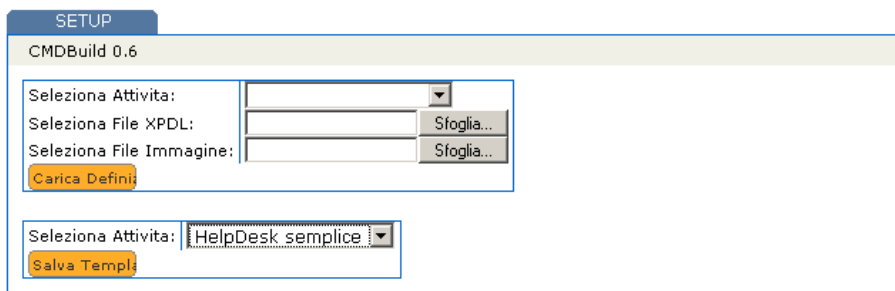 SETUP
CMDBuild 0.6
Seleziona Attivita:
Seleziona File XPDL: Sfoglia...
Seleziona File Immagine: Sfoglia...
Carica Defini
Seleziona Attivita: HelpDesk semplice
Salva Templa